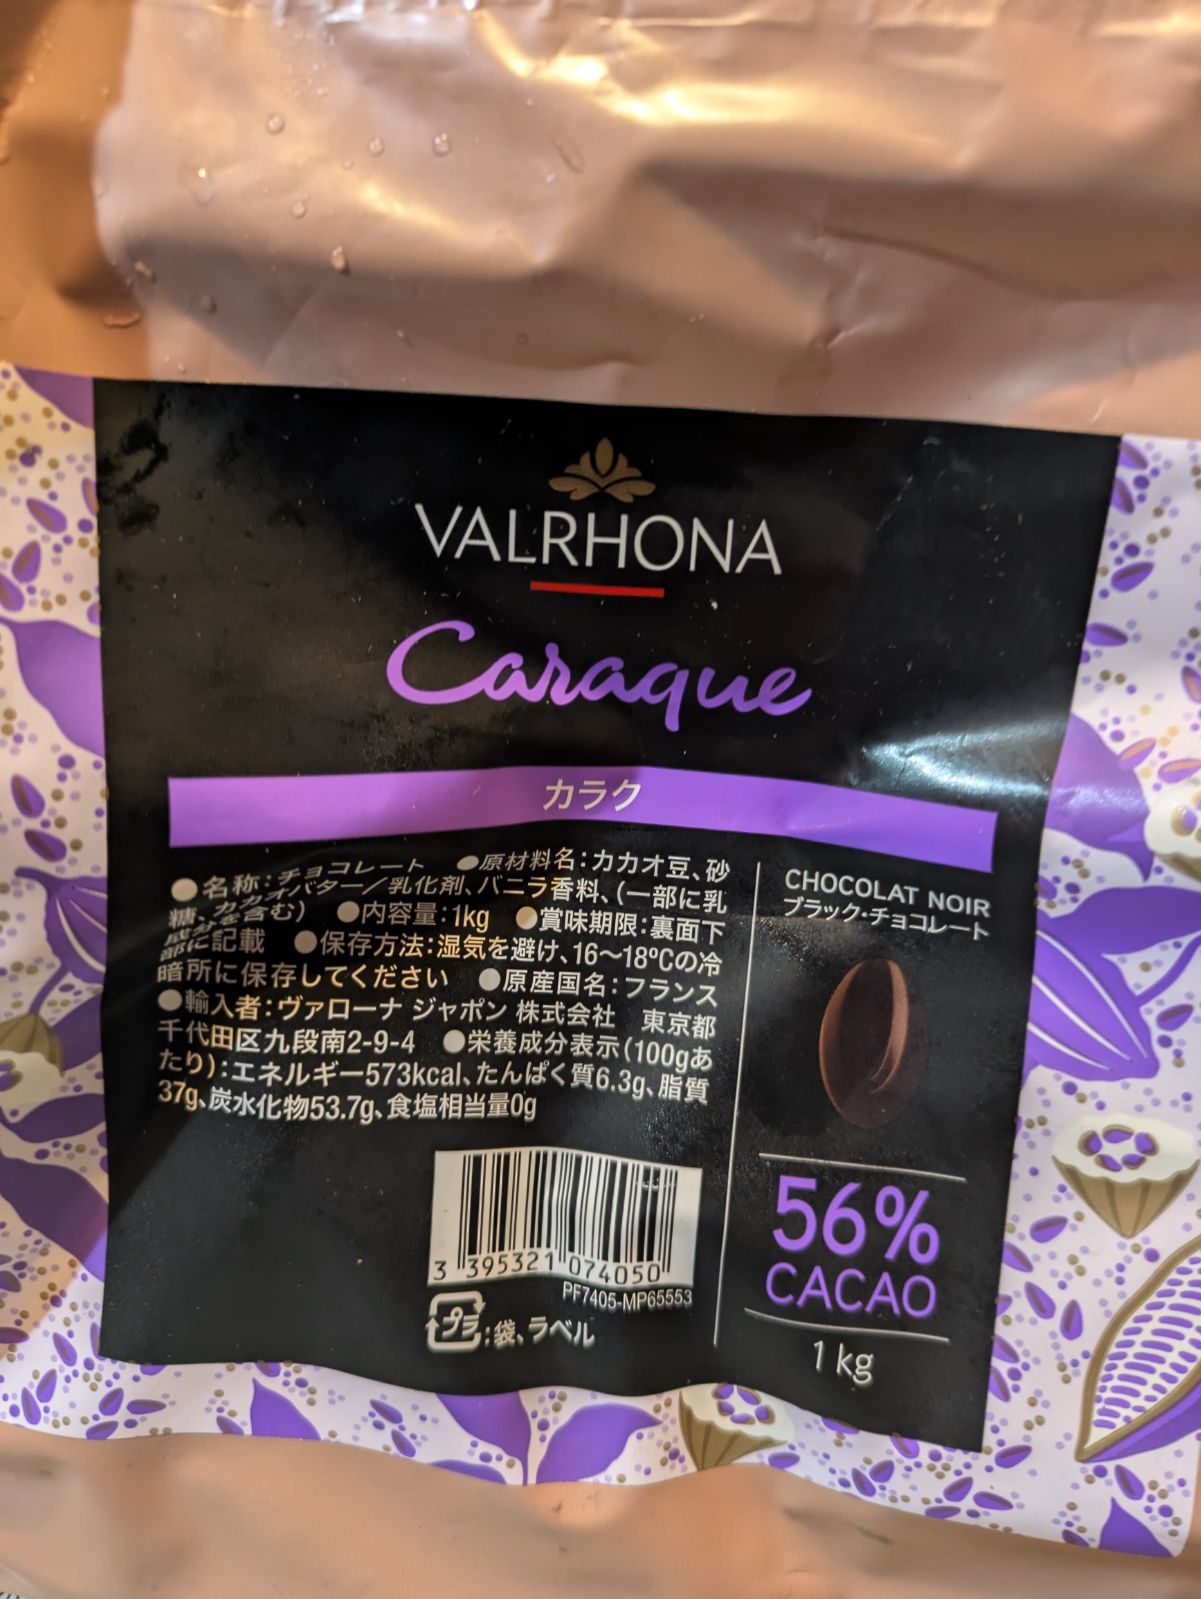 VALRHONA
Caraque
カラク
●名称:チョコレート ●原材料名:カカオ豆、砂
糖、カカオバター/乳化剤、バニラ香料、(一部に乳
成分を含む) ●内容量:1kg ●賞味期限:裏面下
部に記載 ●保存方法:湿気を避け、16~18ºCの冷
暗所に保存してください ●原産国名:フランス
●輸入者:ヴァローナ ジャポン 株式会社 東京都
千代田区九段南2-9-4 ●栄養成分表示(100gあ
たり):エネルギー573kcal、たんぱく質6.3g、脂質
37g、炭水化物53.7g、食塩相当量0g
CHOCOLAT NOIR
ブラック・チョコレート
56%
CACAO
1 kg
3 395321 074050
PF7405-MP65553
プラ:袋、ラベル